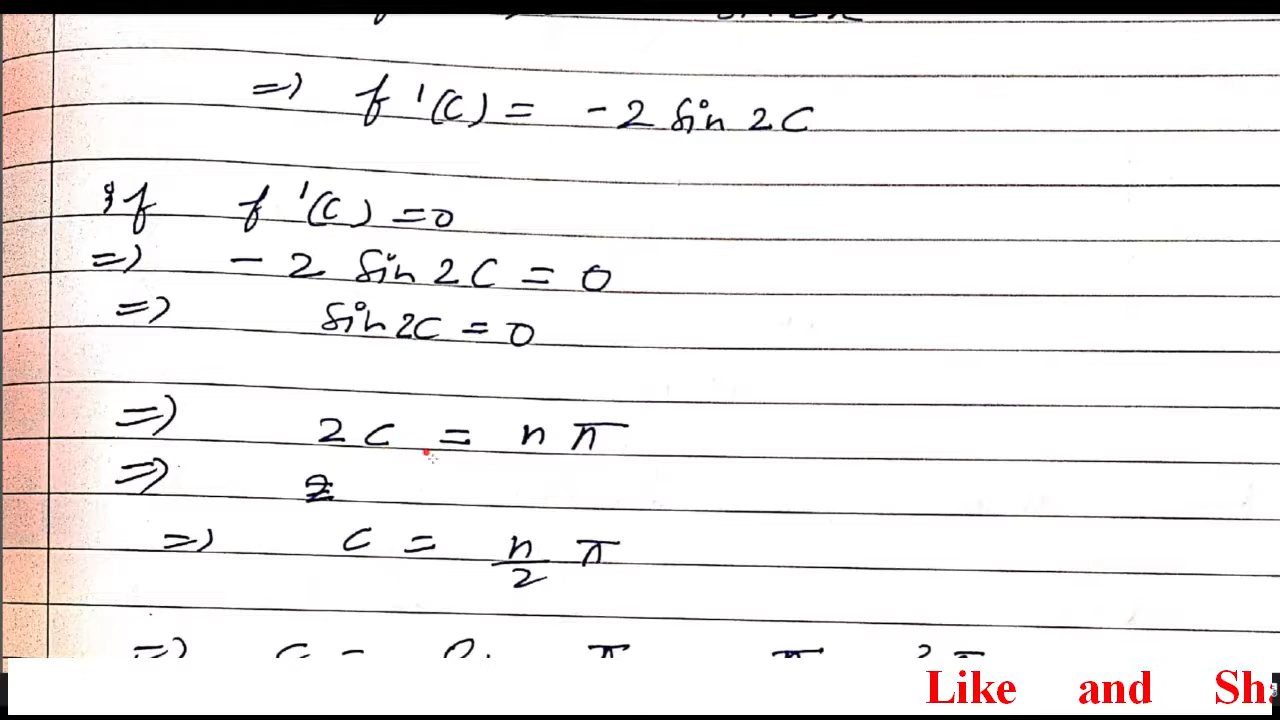 => f'(c) = -2 sin 2c
if f'(c) = 0
=> -2 sin 2c = 0
=> sin 2c = 0
=> 2c = nπ
=>
=> c = n/2 π
Like and Sh